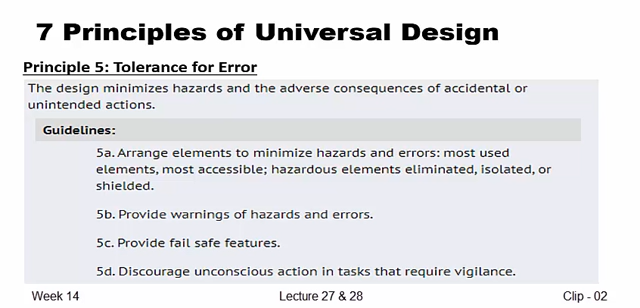 7 Principles of Universal Design
Principle 5: Tolerance for Error
The design minimizes hazards and the adverse consequences of accidental or
unintended actions.
Guidelines:
5a. Arrange elements to minimize hazards and errors: most used
elements, most accessible; hazardous elements eliminated, isolated, or
shielded.
5b. Provide warnings of hazards and errors.
5c. Provide fail safe features.
5d. Discourage unconscious action in tasks that require vigilance.
Week 14
Lecture 27 & 28
Clip - 02